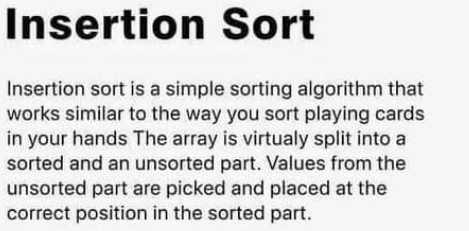 Insertion Sort
Insertion sort is a simple sorting algorithm that
works similar to the way you sort playing cards
in your hands The array is virtualy split into a
sorted and an unsorted part. Values from the
unsorted part are picked and placed at the
correct position in the sorted part.